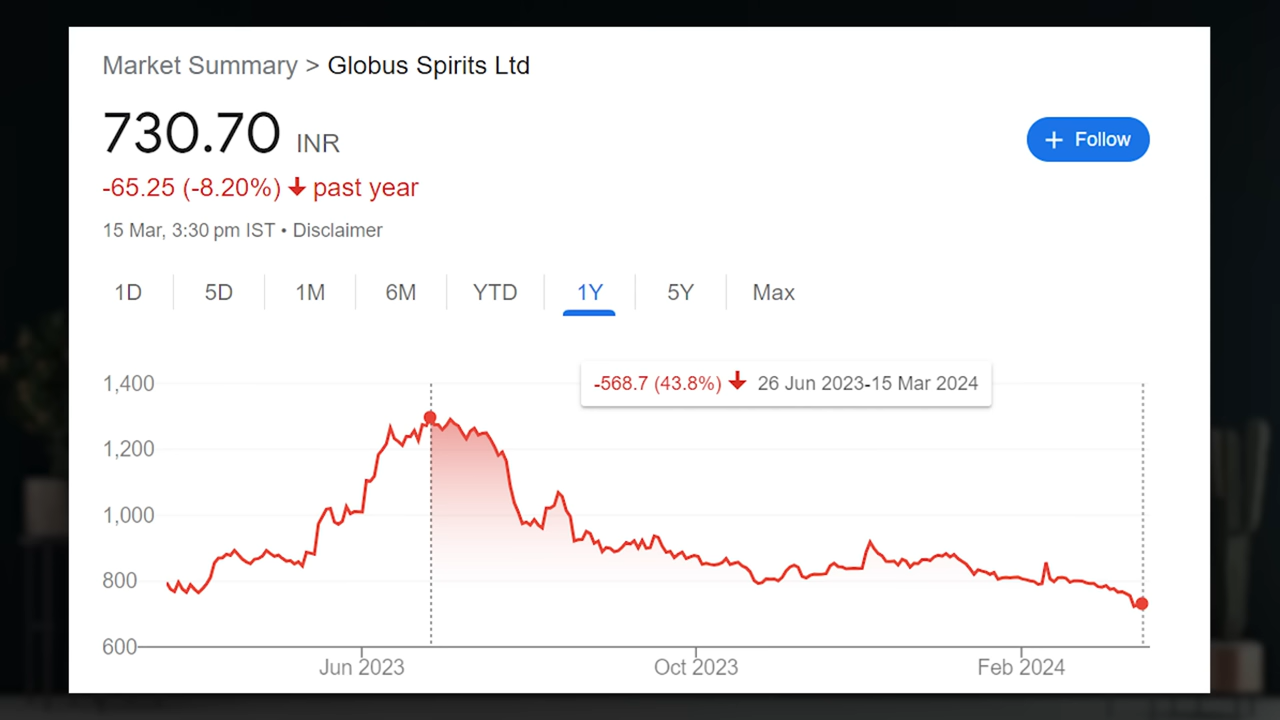 Market Summary > Globus Spirits Ltd
730.70 INR
+ Follow
-65.25 (-8.20%) ↓ past year
15 Mar, 3:30 pm IST • Disclaimer
1D 5D 1M 6M YTD 1Y 5Y Max
-568.7 (43.8%) ↓ 26 Jun 2023-15 Mar 2024
1,400
1,200
1,000
800
600
Jun 2023 Oct 2023 Feb 2024